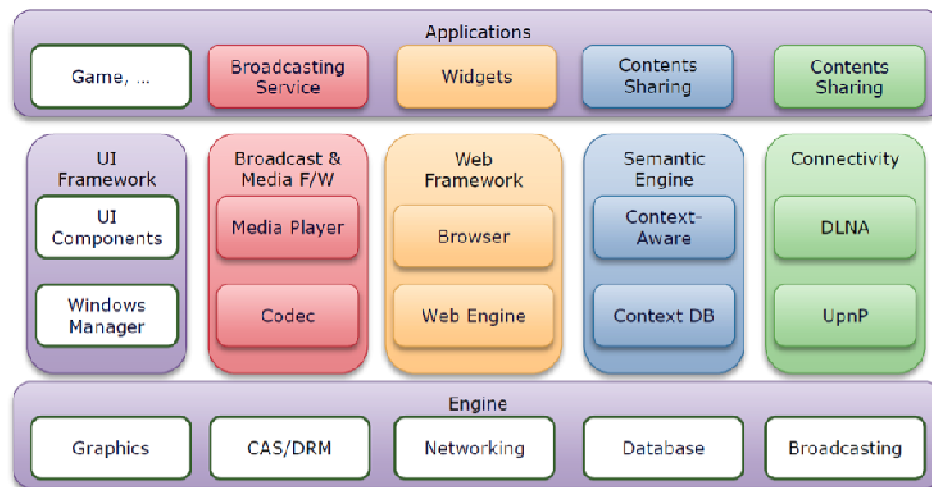 Applications
Game, ...
Broadcasting
Service
Widgets
Contents
Sharing
Contents
Sharing
UI
Framework
UI
Components
Windows
Manager
Broadcast &
Media F/W
Media Player
Codec
Web
Framework
Browser
Web Engine
Semantic
Engine
Context-
Aware
Context DB
Connectivity
DLNA
UpnP
Engine
Graphics
CAS/DRM
Networking
Database
Broadcasting